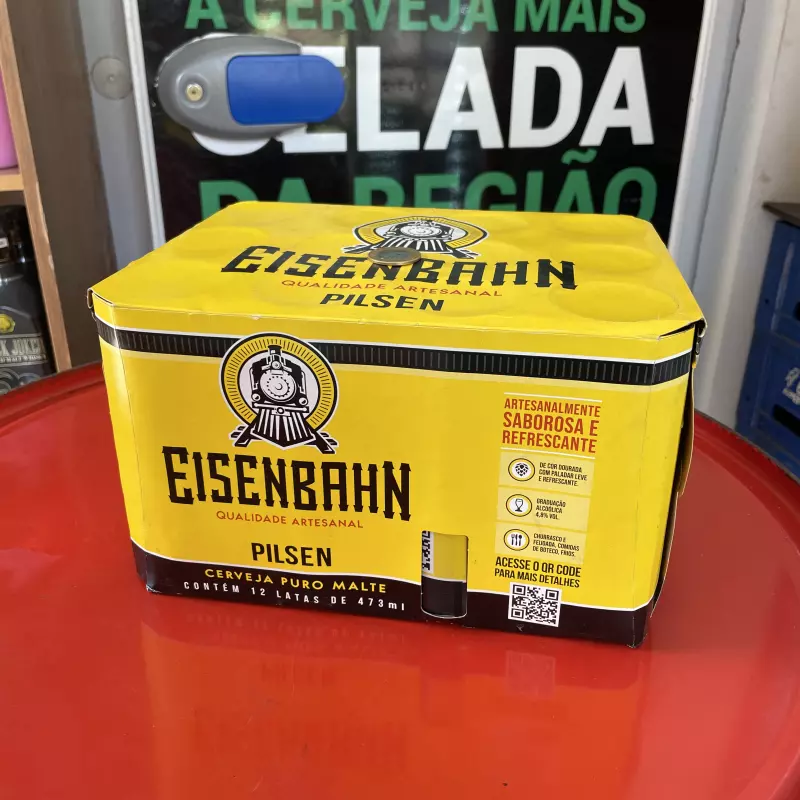 A CERVEJA MAIS
GELADA
DA REGIÃO
EISENBAHN
QUALIDADE ARTESANAL
PILSEN
EISENBAHN
QUALIDADE ARTESANAL
PILSEN
CERVEJA PURO MALTE
CONTÉM 12 LATAS DE 473ml
ARTESANALMENTE
SABOROSA E
REFRESCANTE
DE COR DOURADA
COM PALADAR LEVE
E REFRESCANTE.
GRADUAÇÃO
ALCOÓLICA
4,8% VOL.
CHURRASCO E
FEIJOADA, COMIDAS
DE BOTECO, FRIOS.
ACESSE O QR CODE
PARA MAIS DETALHES